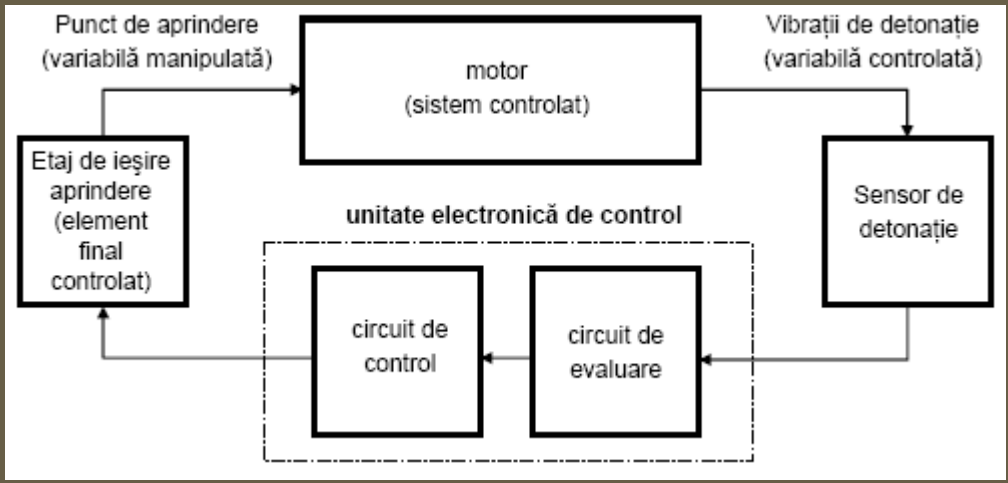 Punct de aprindere
(variabilă manipulată)
motor
(sistem controlat)
Vibrații de detonație
(variabilă controlată)
Etaj de ieşire
aprindere
(element
final
controlat)
Sensor de
detonație
unitate electronică de control
circuit de
control
circuit de
evaluare